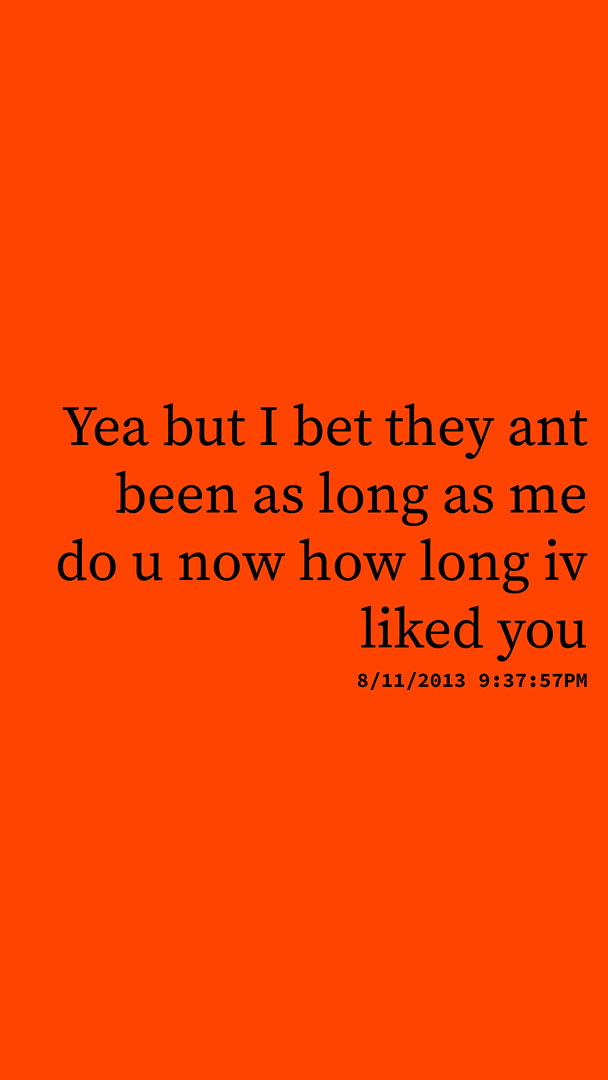 Yea but I bet they ant
been as long as me
do u now how long iv
liked you
8/11/2013 9:37:57PM